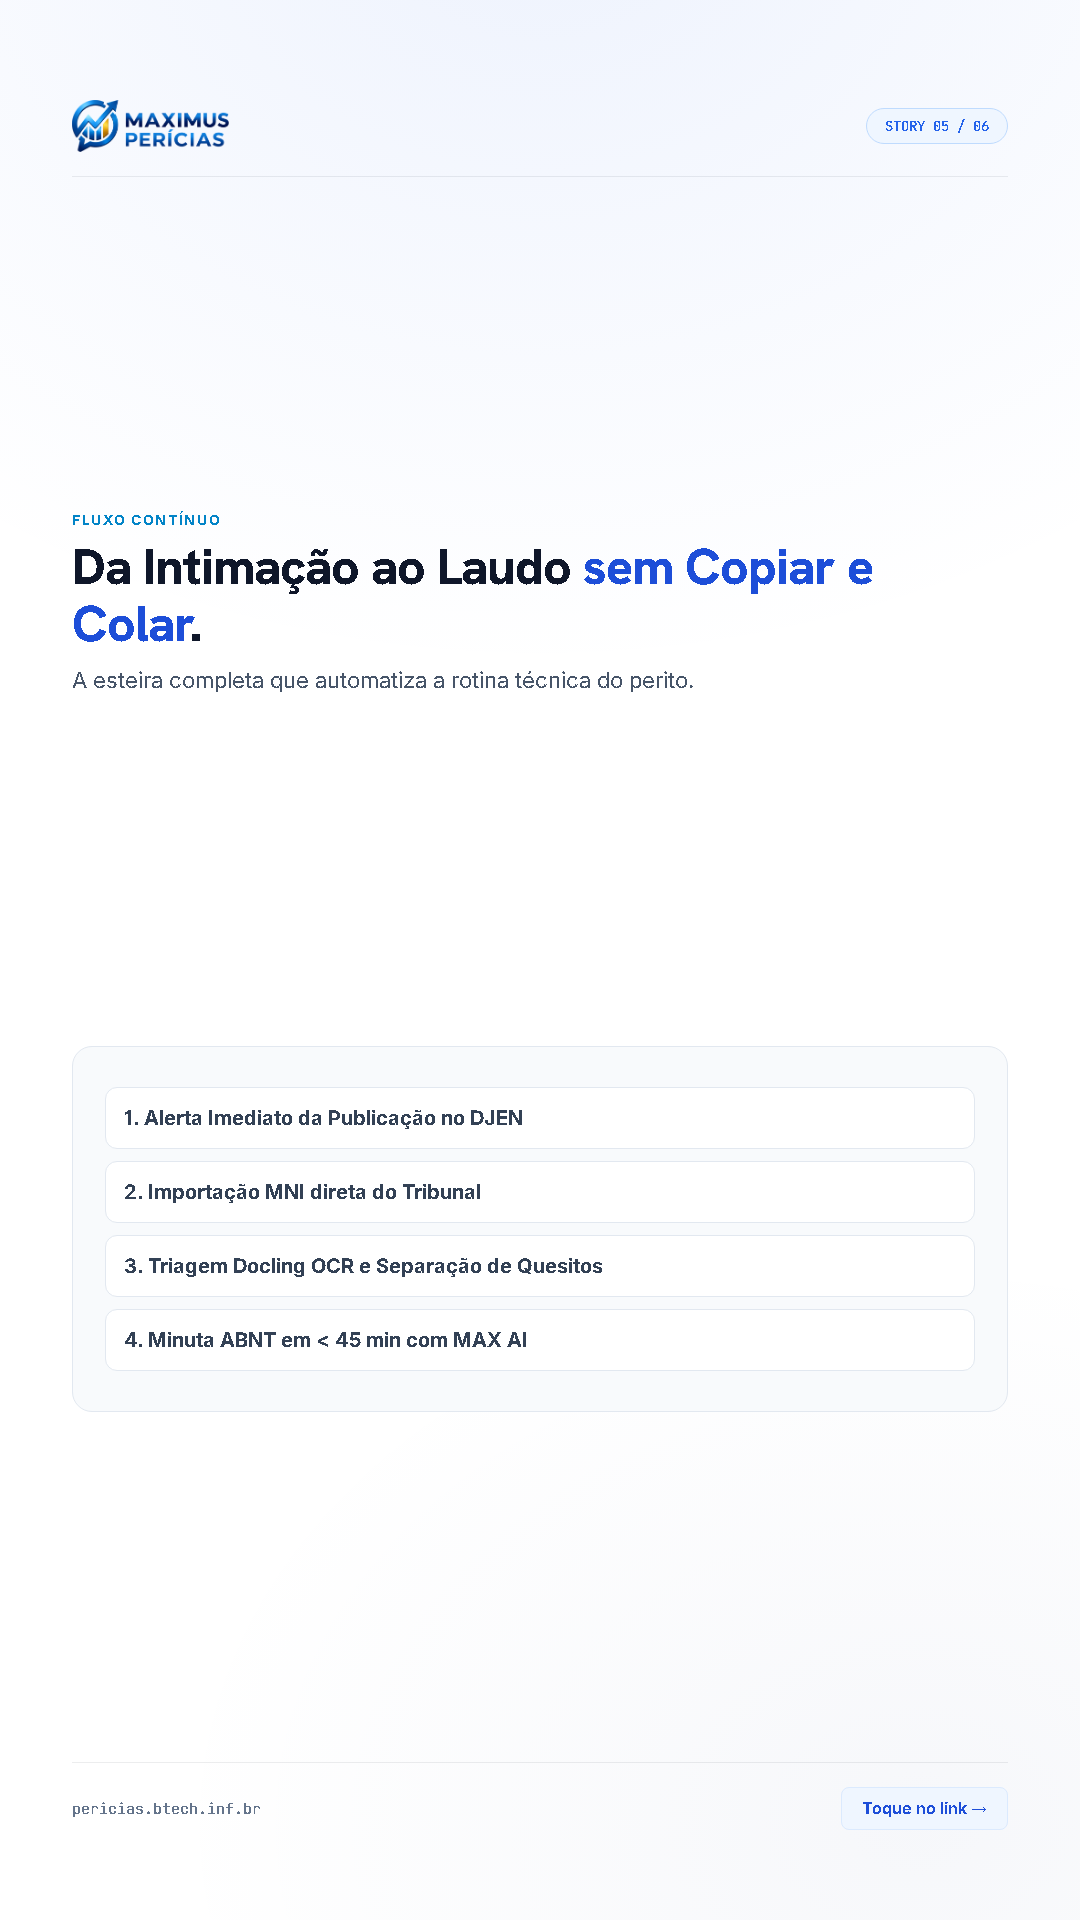 MAXIMUS
PERÍCIAS
STORY 05 / 06
FLUXO CONTÍNUO
Da Intimação ao Laudo sem Copiar e
Colar.
A esteira completa que automatiza a rotina técnica do perito.
1. Alerta Imediato da Publicação no DJEN
2. Importação MNI direta do Tribunal
3. Triagem Docling OCR e Separação de Quesitos
4. Minuta ABNT em < 45 min com MAX AI
pericias.btech.inf.br
Toque no link →